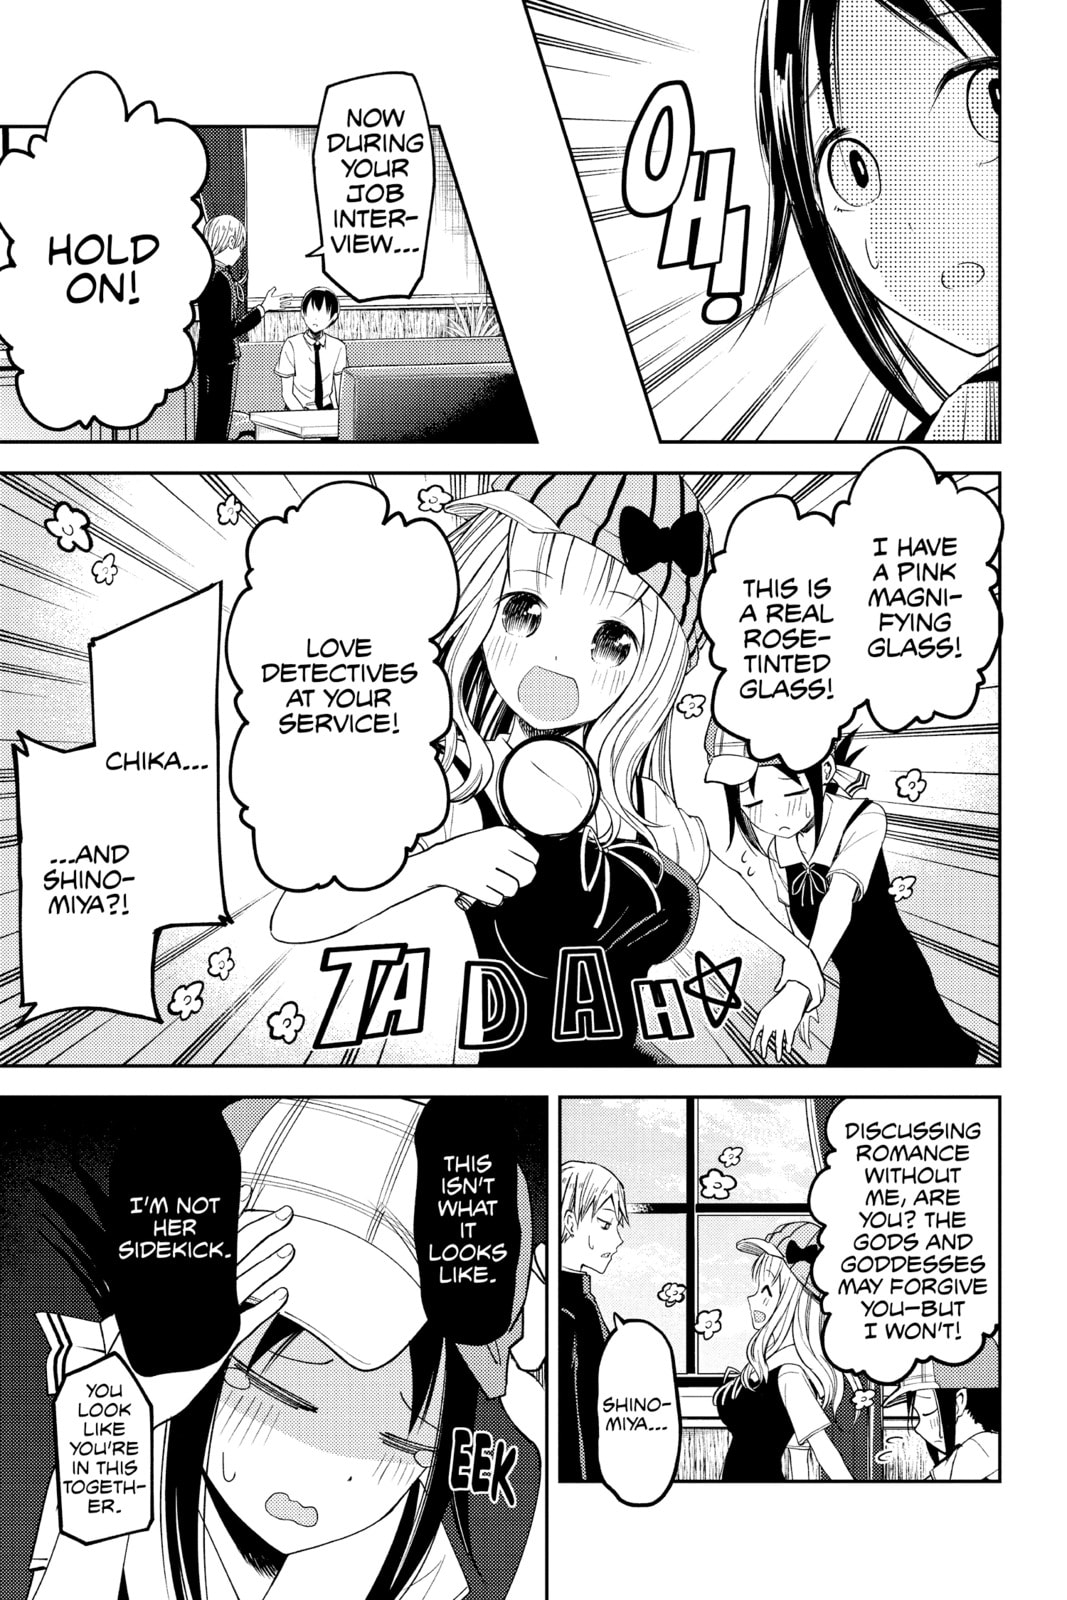 OH!
NOW
DURING
YOUR
JOB
INTER-
VIEW...
HOLD
ON!
I HAVE
A PINK
MAGNI-
FYING
GLASS!
THIS IS
A REAL
ROSE-
TINTED
GLASS!
LOVE
DETECTIVES
AT YOUR
SERVICE!
TADAH
CHIKA...
...AND
SHINO-
MIYA?!
DISCUSSING
ROMANCE
WITHOUT
ME, ARE
YOU? THE
GODS AND
GODDESSES
MAY FORGIVE
YOU—BUT
I WON'T!
SHINO-
MIYA...
THIS
ISN'T
WHAT
IT
LOOKS
LIKE.
I'M NOT
HER
SIDEKICK.
EEK
YOU
LOOK
LIKE
YOU'RE
IN THIS
TOGETH-
ER.